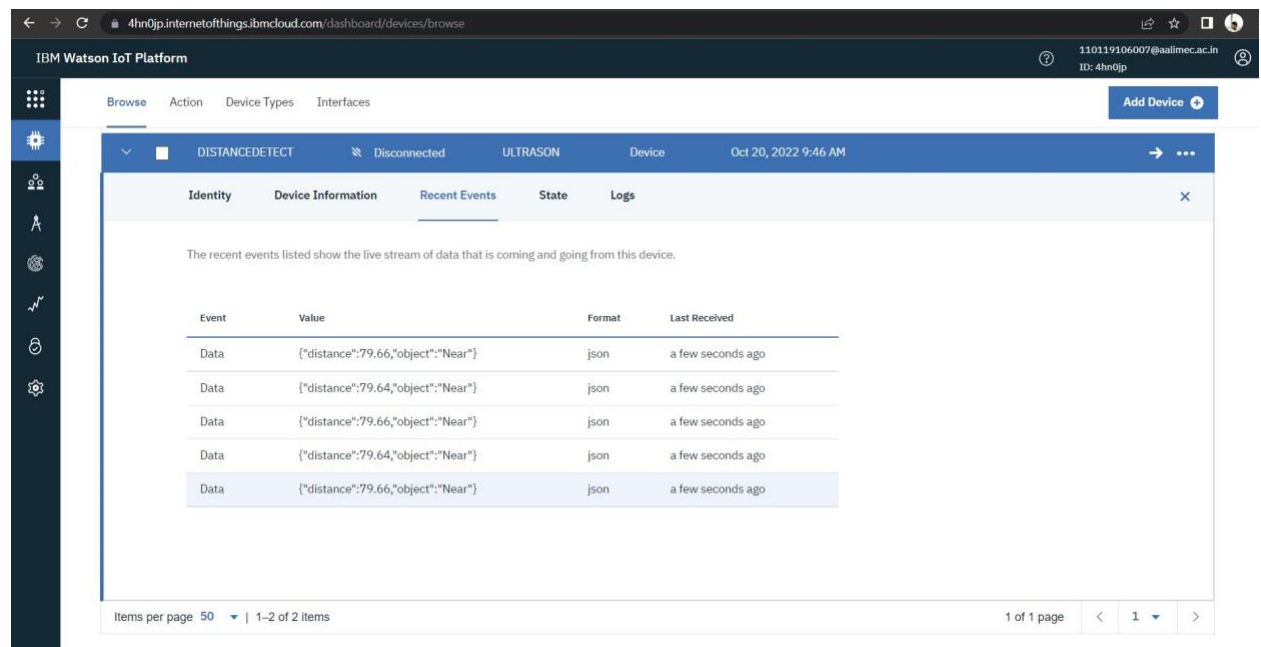 4hn0jp.internetofthings.ibmcloud.com/dashboard/devices/browse
IBM Watson IoT Platform
110119106007@aalimec.ac.in
ID: 4hn0jp
Browse Action Device Types Interfaces
Add Device
DISTANCEDETECT Disconnected ULTRASON Device Oct 20, 2022 9:46 AM
Identity Device Information Recent Events State Logs
The recent events listed show the live stream of data that is coming and going from this device.
Event Value Format Last Received
Data {"distance":79.66,"object":"Near"} json a few seconds ago
Data {"distance":79.64,"object":"Near"} json a few seconds ago
Data {"distance":79.66,"object":"Near"} json a few seconds ago
Data {"distance":79.64,"object":"Near"} json a few seconds ago
Data {"distance":79.66,"object":"Near"} json a few seconds ago
Items per page 50 | 1–2 of 2 items 1 of 1 page < 1 >